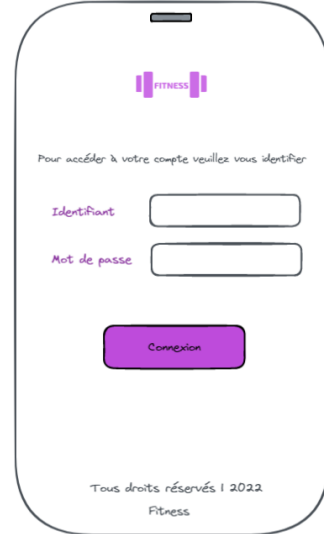 FITNESS
Pour accéder à votre compte veuillez vous identifier
Identifiant
Mot de passe
Connexion
Tous droits réservés | 2022
Fitness